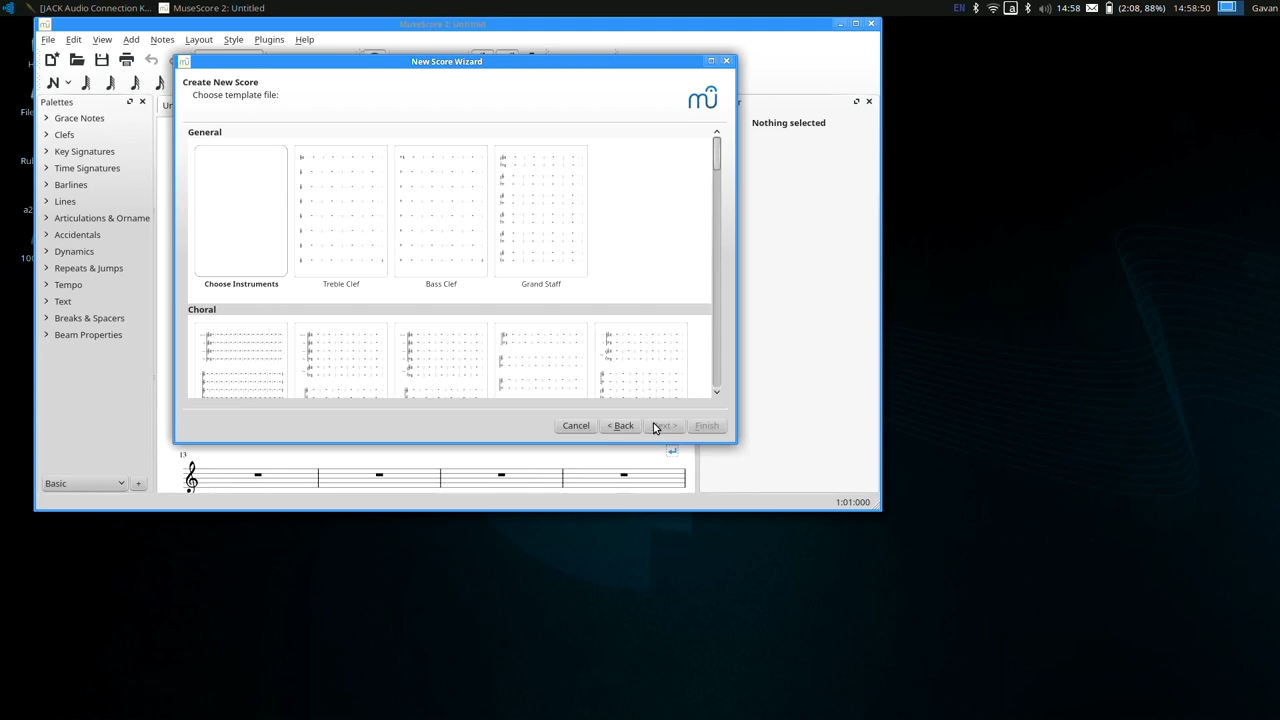 [JACK Audio Connection K... MuseScore 2: Untitled EN 14:58 (2:08, 88%) 14:58:50 Gavan
MuseScore 2: Untitled
File Edit View Add Notes Layout Style Plugins Help
New Score Wizard
Create New Score
Choose template file:
Palettes
Grace Notes
Clefs
Key Signatures
Time Signatures
Barlines
Lines
Articulations & Orname
Accidentals
Dynamics
Repeats & Jumps
Tempo
Text
Breaks & Spacers
Beam Properties
Basic
General
Choose Instruments Treble Clef Bass Clef Grand Staff
Choral
Cancel < Back Finish
Nothing selected
13
1:01:000